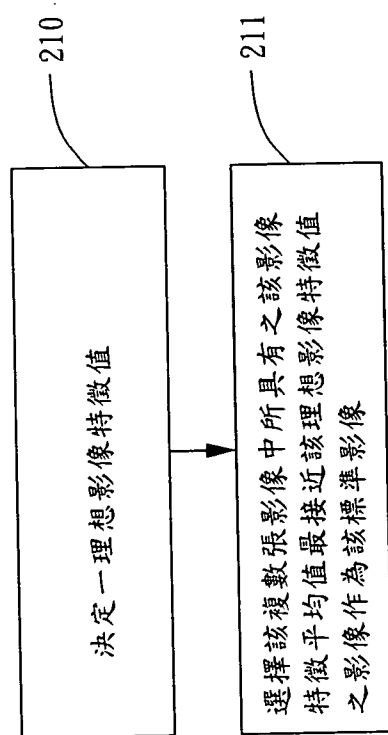 決定一理想影像特徵值
210
選擇該複數張影像中所具有之該影像
特徵平均值最接近該理想影像特徵值
之影像作為該標準影像
211